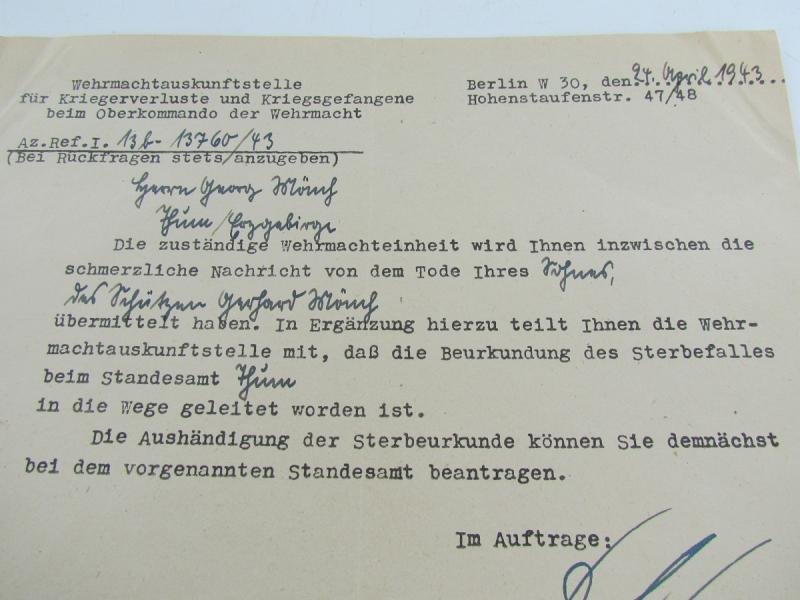 Wehrmachtauskunftstelle
für Kriegerverluste und Kriegsgefangene
beim Oberkommando der Wehrmacht
Berlin W 30, den 24. April 1943.
Hohenstaufenstr. 47/48
Az.Ref.I. 13b- 13760/43
(Bei Rückfragen stets anzugeben)
Herrn Georg Mönch
Thum/Erzgebirge
Die zuständige Wehrmachteinheit wird Ihnen inzwischen die
schmerzliche Nachricht von dem Tode Ihres Sohnes,
des Schützen Gerhard Mönch
übermittelt haben. In Ergänzung hierzu teilt Ihnen die Wehr-
machtauskunftstelle mit, daß die Beurkundung des Sterbefalles
beim Standesamt Thum
in die Wege geleitet worden ist.
Die Aushändigung der Sterbeurkunde können Sie demnächst
bei dem vorgenannten Standesamt beantragen.
Im Auftrage: